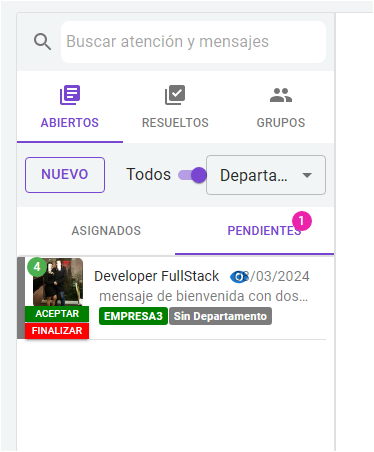 Buscar atención y mensajes
ABIERTOS RESUELTOS GRUPOS
NUEVO Todos Departa...
ASIGNADOS PENDIENTES 1
4 Developer FullStack 3/03/2024
mensaje de bienvenida con dos...
ACEPTAR EMPRESA3 Sin Departamento
FINALIZAR